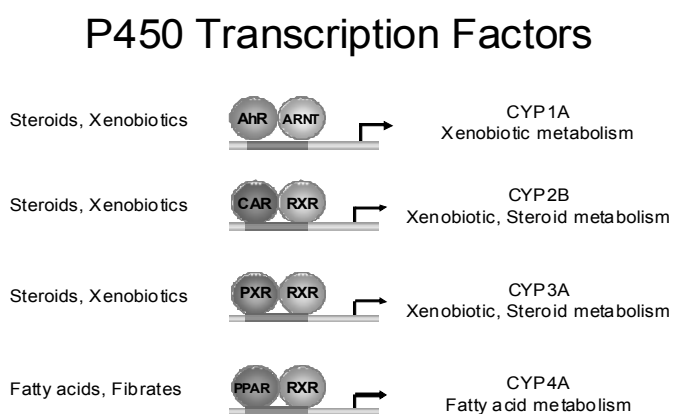 P450 Transcription Factors
Steroids, Xenobiotics
AhR ARNT
CYP1A
Xenobiotic metabolism
Steroids, Xenobiotics
CAR RXR
CYP2B
Xenobiotic, Steroid metabolism
Steroids, Xenobiotics
PXR RXR
CYP3A
Xenobiotic, Steroid metabolism
Fatty acids, Fibrates
PPAR RXR
CYP4A
Fatty acid metabolism